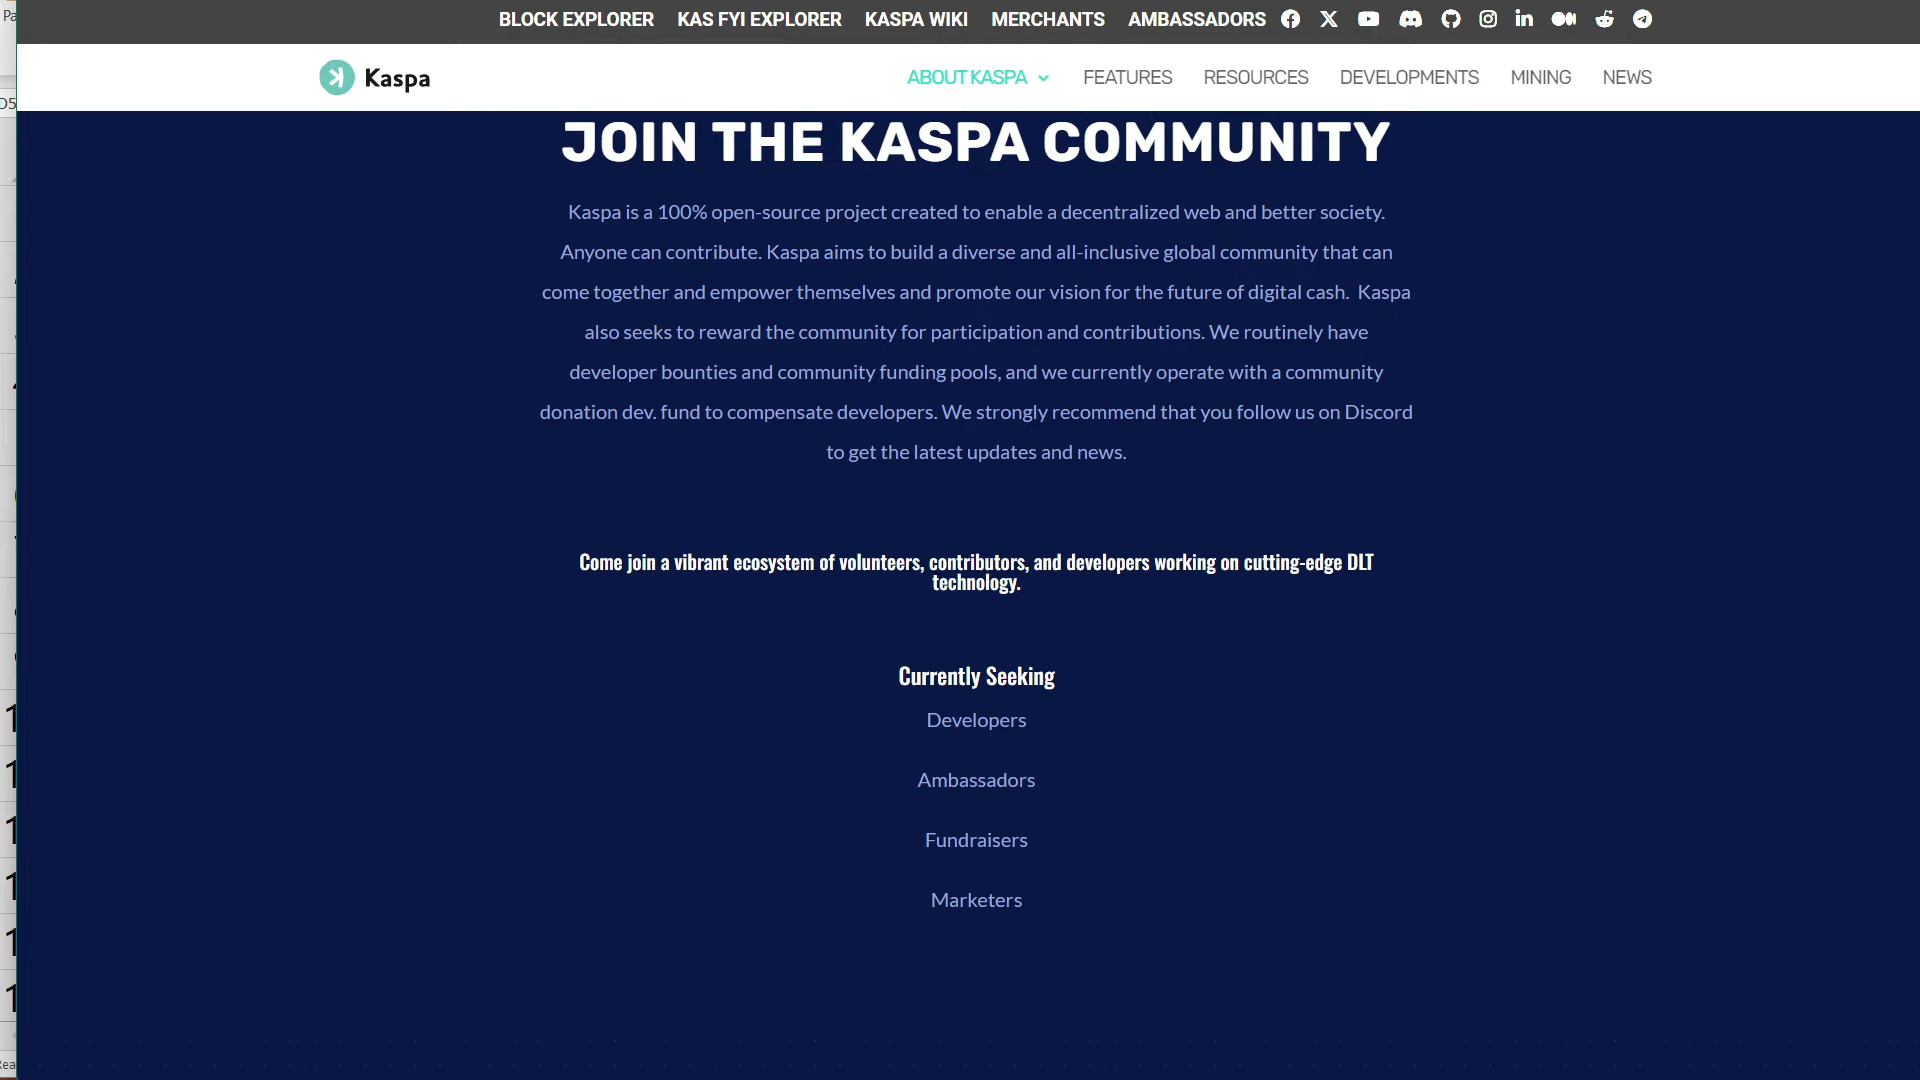 BLOCK EXPLORER KAS FYI EXPLORER KASPA WIKI MERCHANTS AMBASSADORS
Kaspa
ABOUT KASPA FEATURES RESOURCES DEVELOPMENTS MINING NEWS
JOIN THE KASPA COMMUNITY
Kaspa is a 100% open-source project created to enable a decentralized web and better society.
Anyone can contribute. Kaspa aims to build a diverse and all-inclusive global community that can
come together and empower themselves and promote our vision for the future of digital cash. Kaspa
also seeks to reward the community for participation and contributions. We routinely have
developer bounties and community funding pools, and we currently operate with a community
donation dev. fund to compensate developers. We strongly recommend that you follow us on Discord
to get the latest updates and news.
Come join a vibrant ecosystem of volunteers, contributors, and developers working on cutting-edge DLT
technology.
Currently Seeking
Developers
Ambassadors
Fundraisers
Marketers